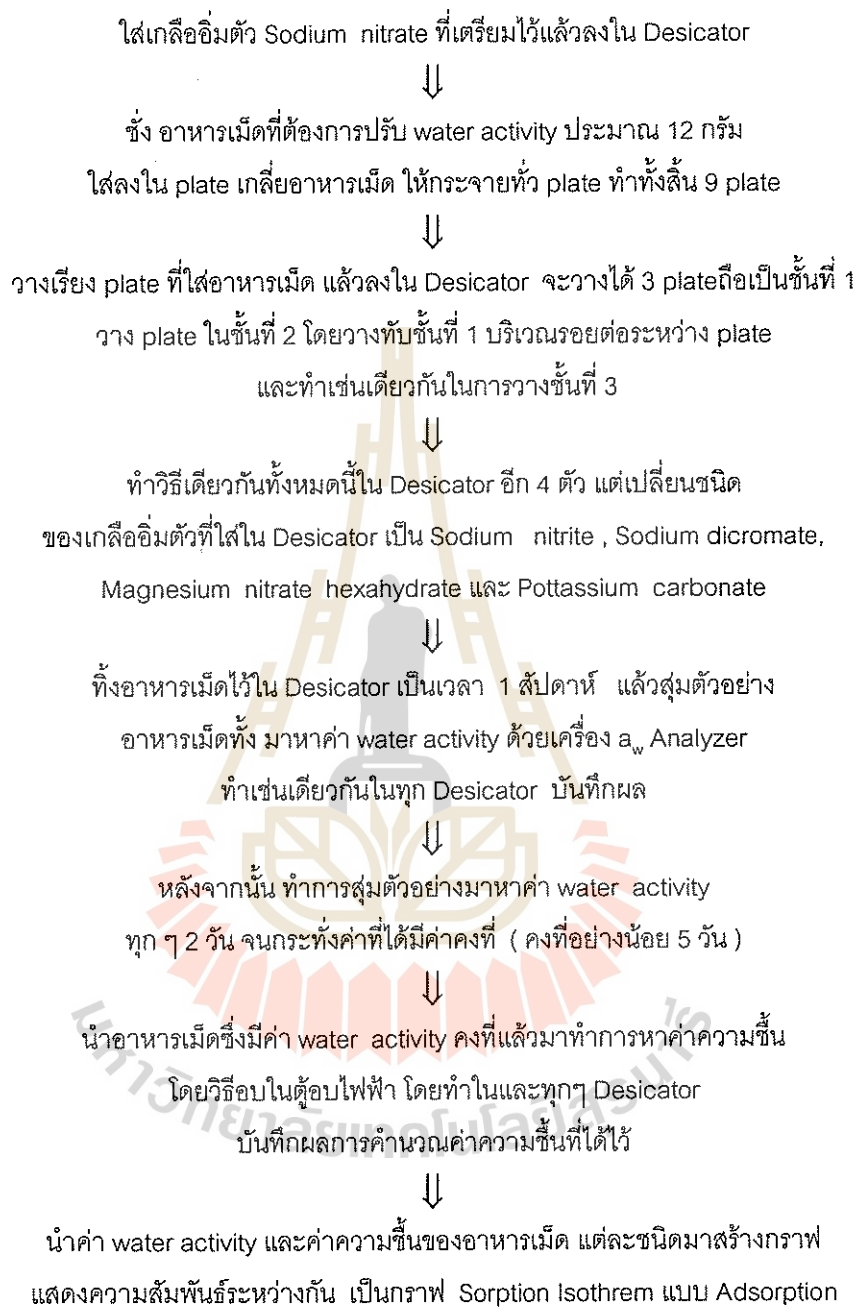 ใส่เกลืออิ่มตัว Sodium nitrate ที่เตรียมไว้แล้วลงใน Desicator
⇓
ชั่ง อาหารเม็ดที่ต้องการปรับ water activity ประมาณ 12 กรัม
ใส่ลงใน plate เกลี่ยอาหารเม็ด ให้กระจายทั่ว plate ทำทั้งสิ้น 9 plate
⇓
วางเรียง plate ที่ใส่อาหารเม็ด แล้วลงใน Desicator จะวางได้ 3 plateถือเป็นชั้นที่ 1
วาง plate ในชั้นที่ 2 โดยวางทับชั้นที่ 1 บริเวณรอยต่อระหว่าง plate
และทำเช่นเดียวกันในการวางชั้นที่ 3
⇓
ทำวิธีเดียวกันทั้งหมดนี้ใน Desicator อีก 4 ตัว แต่เปลี่ยนชนิด
ของเกลืออิ่มตัวที่ใส่ใน Desicator เป็น Sodium nitrite , Sodium dicromate,
Magnesium nitrate hexahydrate และ Pottassium carbonate
⇓
ทิ้งอาหารเม็ดไว้ใน Desicator เป็นเวลา 1 สัปดาห์ แล้วสุ่มตัวอย่าง
อาหารเม็ดทั้ง มาหาค่า water activity ด้วยเครื่อง a_w Analyzer
ทำเช่นเดียวกันในทุก Desicator บันทึกผล
⇓
หลังจากนั้น ทำการสุ่มตัวอย่างมาหาค่า water activity
ทุก ๆ 2 วัน จนกระทั่งค่าที่ได้มีค่าคงที่ ( คงที่อย่างน้อย 5 วัน )
⇓
นำอาหารเม็ดซึ่งมีค่า water activity คงที่แล้วมาทำการหาค่าความชื้น
โดยวิธีอบในตู้อบไฟฟ้า โดยทำในและทุกๆ Desicator
บันทึกผลการคำนวณค่าความชื้นที่ได้ไว้
⇓
นำค่า water activity และค่าความชื้นของอาหารเม็ด แต่ละชนิดมาสร้างกราฟ
แสดงความสัมพันธ์ระหว่างกัน เป็นกราฟ Sorption Isothrem แบบ Adsorption
มหาวิทยาลัยเทคโนโลยีสุรนารี